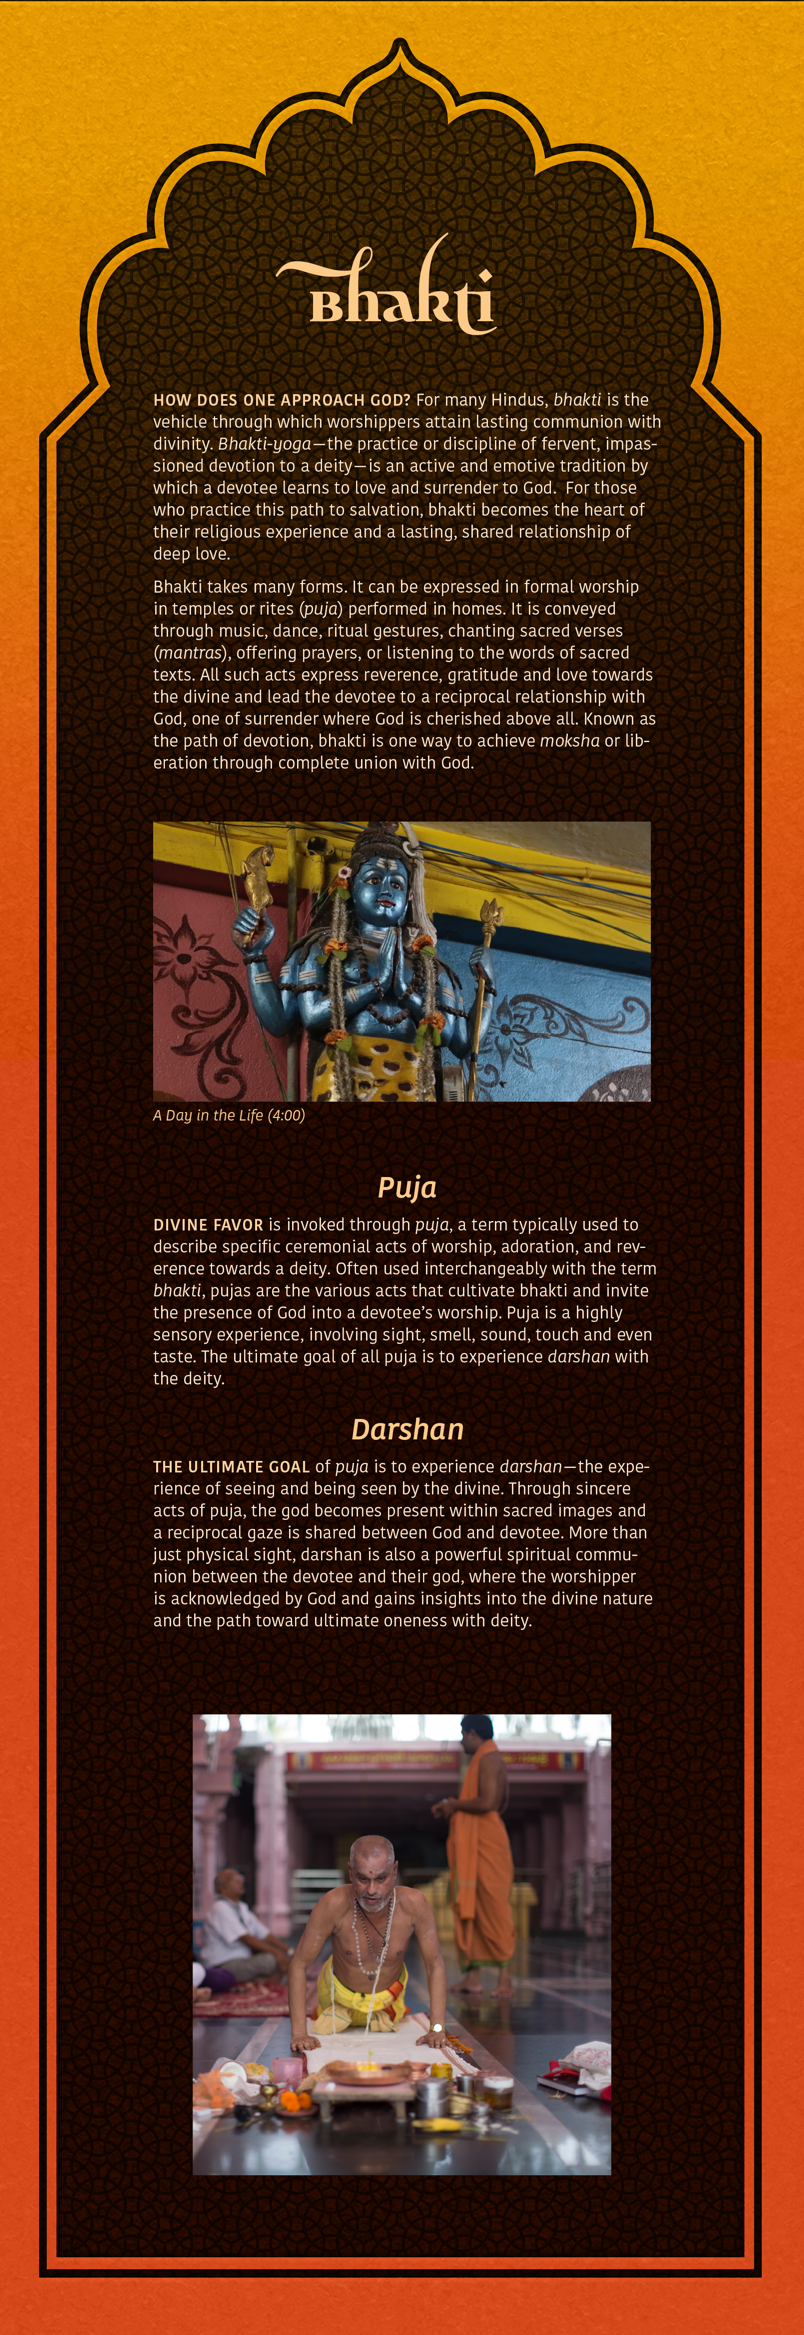 Bhakti
HOW DOES ONE APPROACH GOD? For many Hindus, bhakti is the
vehicle through which worshippers attain lasting communion with
divinity. Bhakti-yoga—the practice or discipline of fervent, impas-
sioned devotion to a deity—is an active and emotive tradition by
which a devotee learns to love and surrender to God.  For those
who practice this path to salvation, bhakti becomes the heart of
their religious experience and a lasting, shared relationship of
deep love.
Bhakti takes many forms. It can be expressed in formal worship
in temples or rites (puja) performed in homes. It is conveyed
through music, dance, ritual gestures, chanting sacred verses
(mantras), offering prayers, or listening to the words of sacred
texts. All such acts express reverence, gratitude and love towards
the divine and lead the devotee to a reciprocal relationship with
God, one of surrender where God is cherished above all. Known as
the path of devotion, bhakti is one way to achieve moksha or lib-
eration through complete union with God.
A Day in the Life (4:00)
Puja
DIVINE FAVOR is invoked through puja, a term typically used to
describe specific ceremonial acts of worship, adoration, and rev-
erence towards a deity. Often used interchangeably with the term
bhakti, pujas are the various acts that cultivate bhakti and invite
the presence of God into a devotee’s worship. Puja is a highly
sensory experience, involving sight, smell, sound, touch and even
taste. The ultimate goal of all puja is to experience darshan with
the deity.
Darshan
THE ULTIMATE GOAL of puja is to experience darshan—the expe-
rience of seeing and being seen by the divine. Through sincere
acts of puja, the god becomes present within sacred images and
a reciprocal gaze is shared between God and devotee. More than
just physical sight, darshan is also a powerful spiritual commu-
nion between the devotee and their god, where the worshipper
is acknowledged by God and gains insights into the divine nature
and the path toward ultimate oneness with deity.